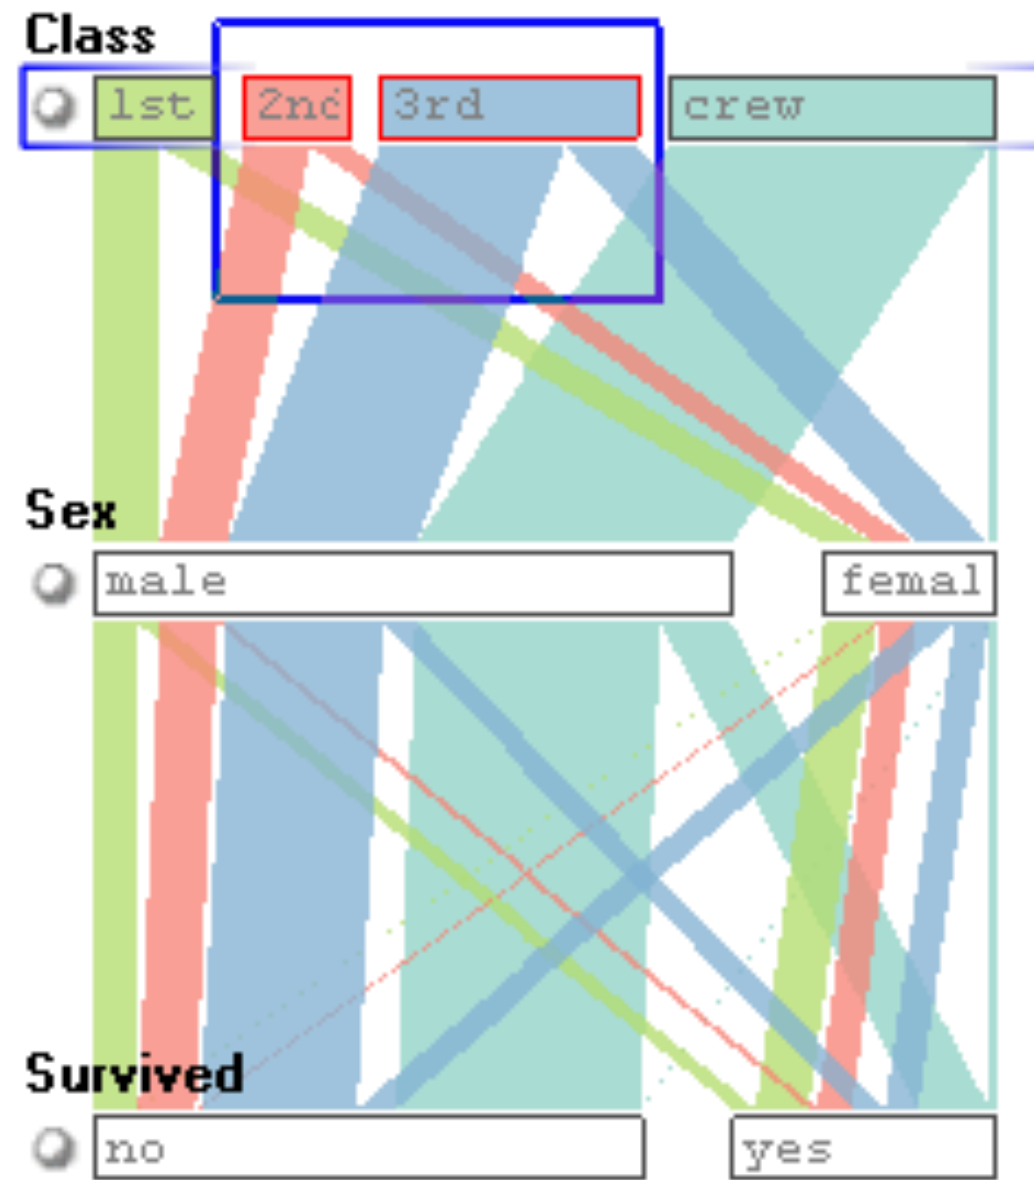 Class
1st 2nd 3rd crew
Sex
male femal
Survived
no yes